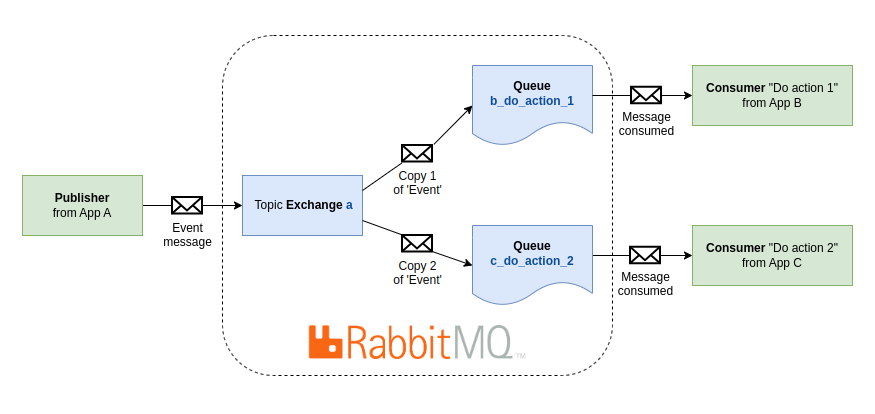 Publisher
from App A
Event
message
Topic Exchange a
Copy 1
of 'Event'
Copy 2
of 'Event'
Queue
b_do_action_1
Queue
c_do_action_2
Message
consumed
Message
consumed
Consumer "Do action 1"
from App B
Consumer "Do action 2"
from App C
RabbitMQ™